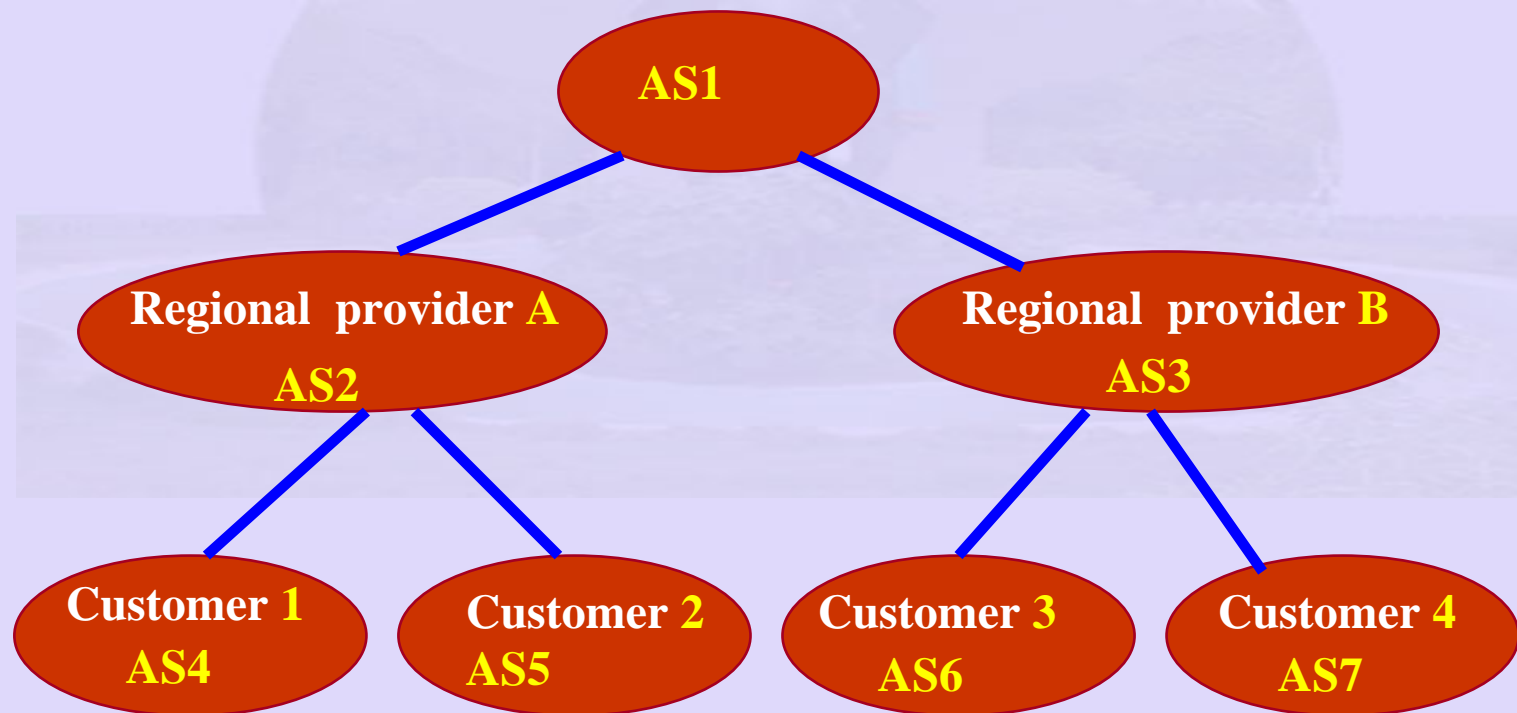 AS1
Regional provider A
AS2
Regional provider B
AS3
Customer 1
AS4
Customer 2
AS5
Customer 3
AS6
Customer 4
AS7